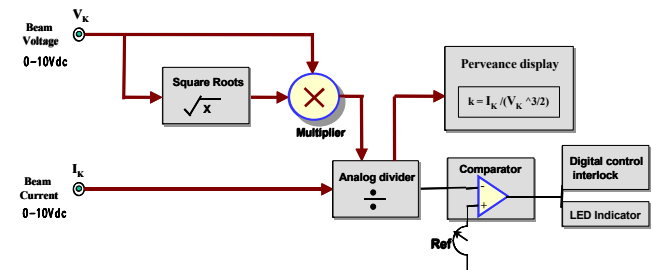 V_K
Beam
Voltage
0-10Vdc
Square Roots
√x
×
Multiplier
Perveance display
k = I_K /(V_K ^3/2)
I_K
Beam
Current
0-10Vdc
Analog divider
÷
Comparator
-
+
Ref
Digital control
interlock
LED Indicator